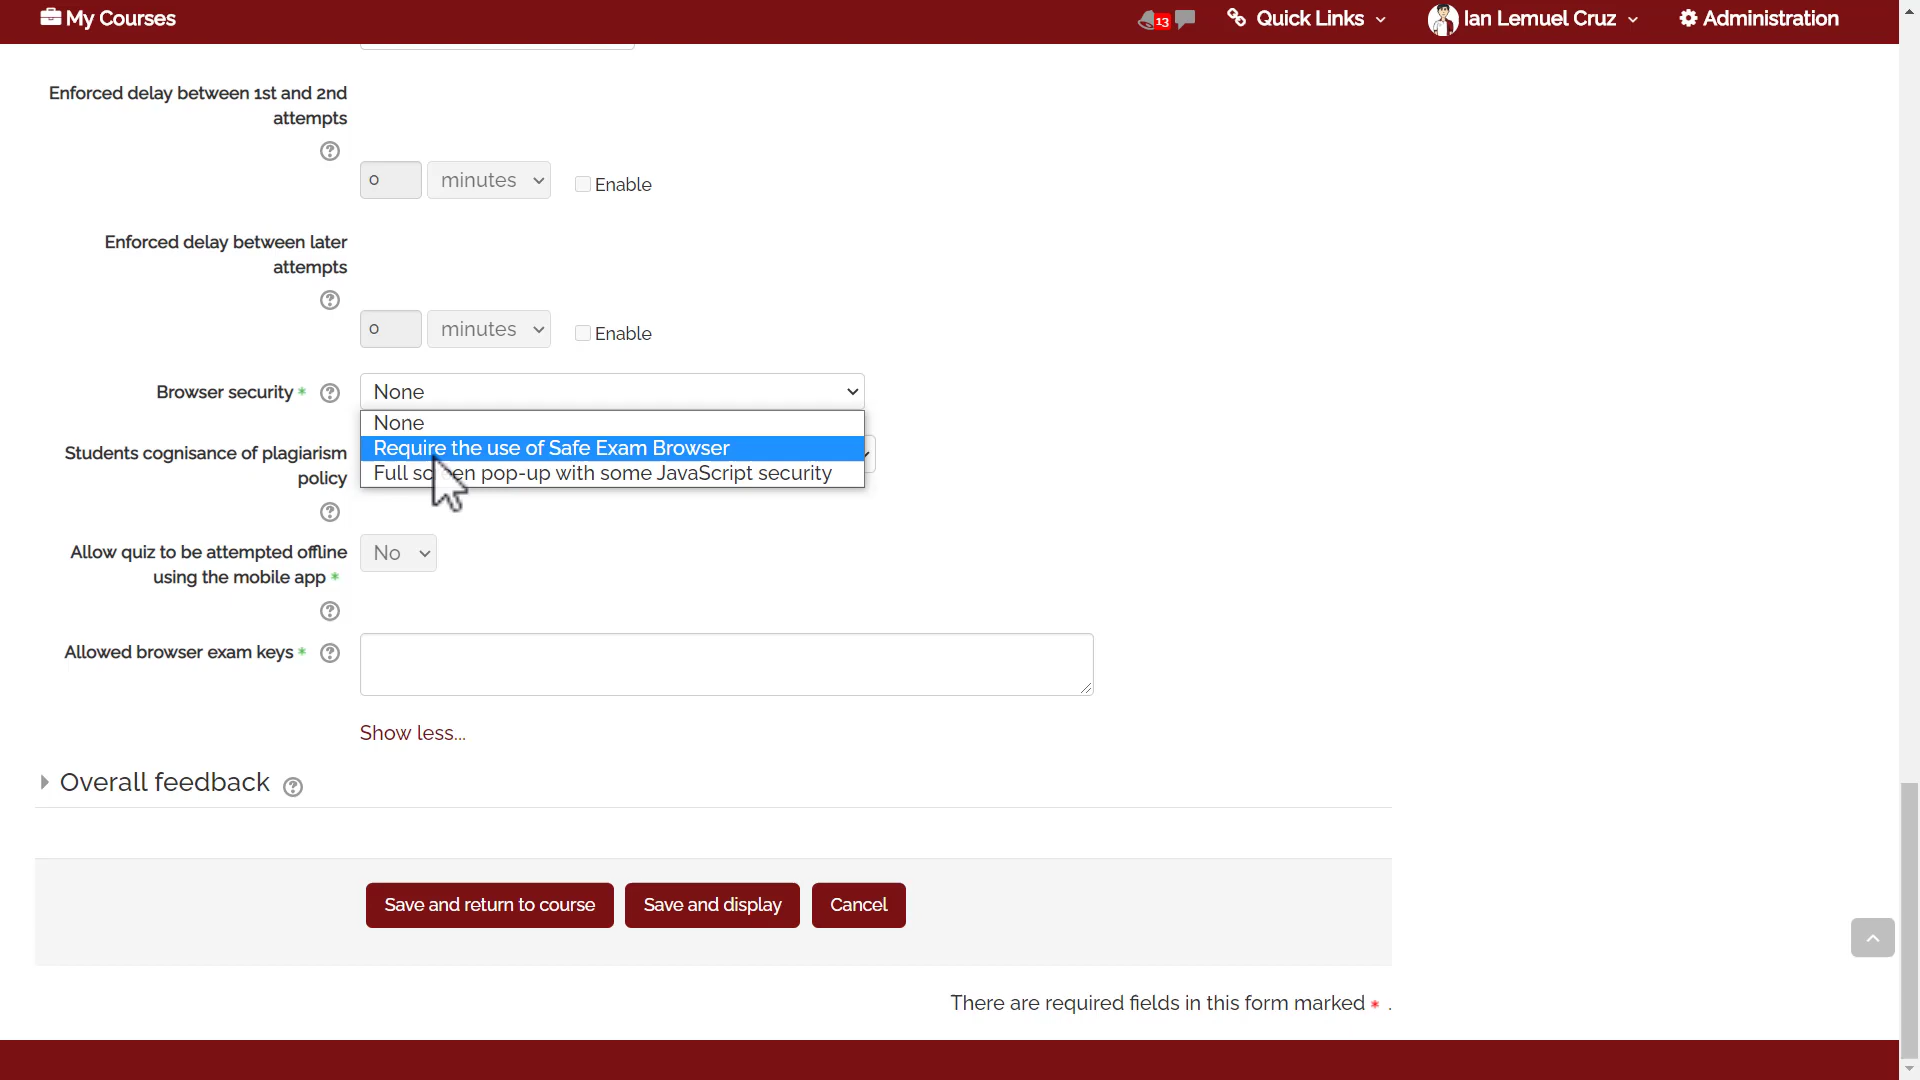 My Courses
13
Quick Links
Ian Lemuel Cruz
Administration
Enforced delay between 1st and 2nd
attempts
0 minutes Enable
Enforced delay between later
attempts
0 minutes Enable
Browser security * None
None
Require the use of Safe Exam Browser
Full screen pop-up with some JavaScript security
Students cognisance of plagiarism
policy
Allow quiz to be attempted offline
using the mobile app *
No
Allowed browser exam keys *
Show less...
Overall feedback
Save and return to course
Save and display
Cancel
There are required fields in this form marked * .